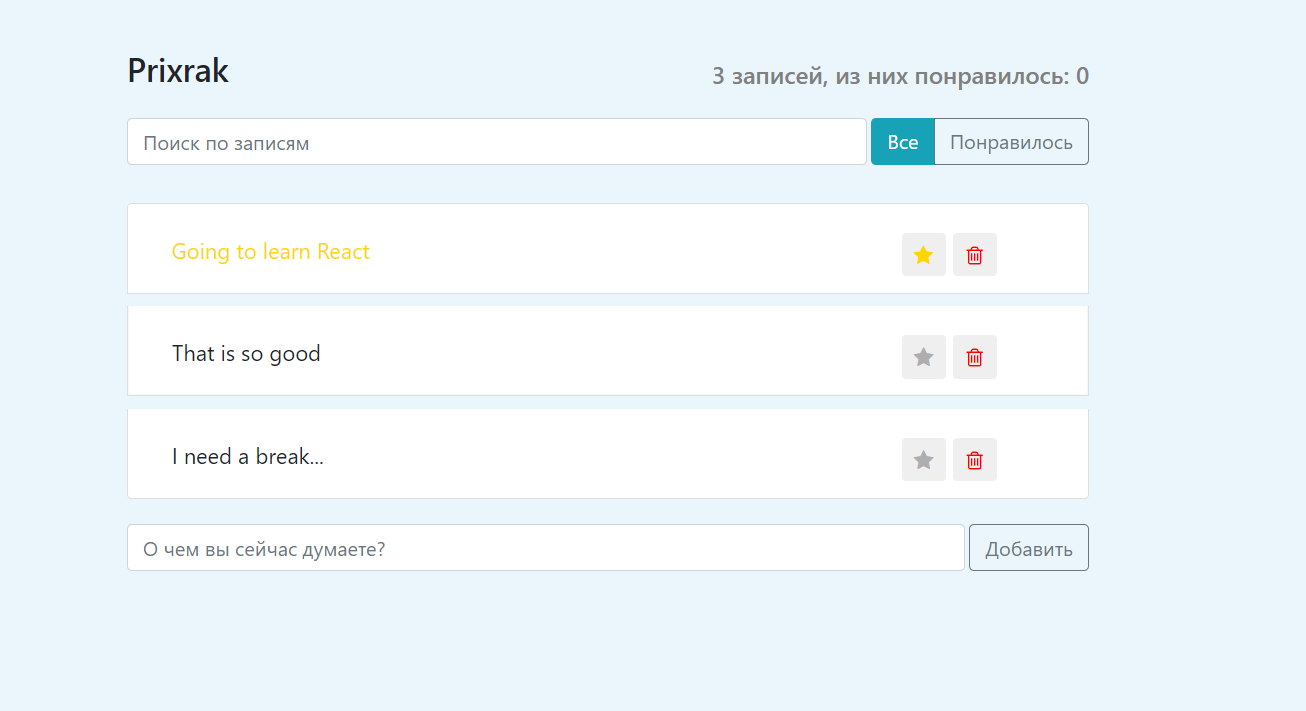 Prixrak
3 записей, из них понравилось: 0
Поиск по записям
Все
Понравилось
Going to learn React
That is so good
I need a break...
О чем вы сейчас думаете?
Добавить